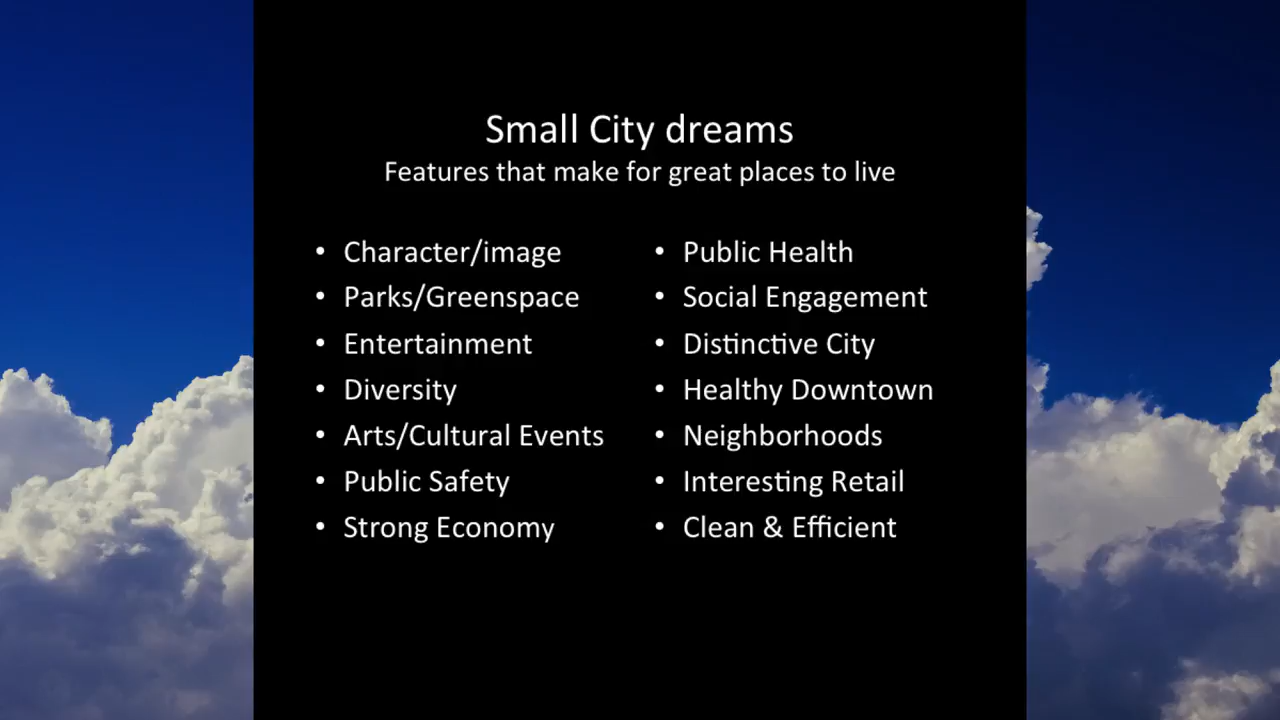 Small City dreams
Features that make for great places to live
• Character/image
• Parks/Greenspace
• Entertainment
• Diversity
• Arts/Cultural Events
• Public Safety
• Strong Economy
• Public Health
• Social Engagement
• Distinctive City
• Healthy Downtown
• Neighborhoods
• Interesting Retail
• Clean & Efficient